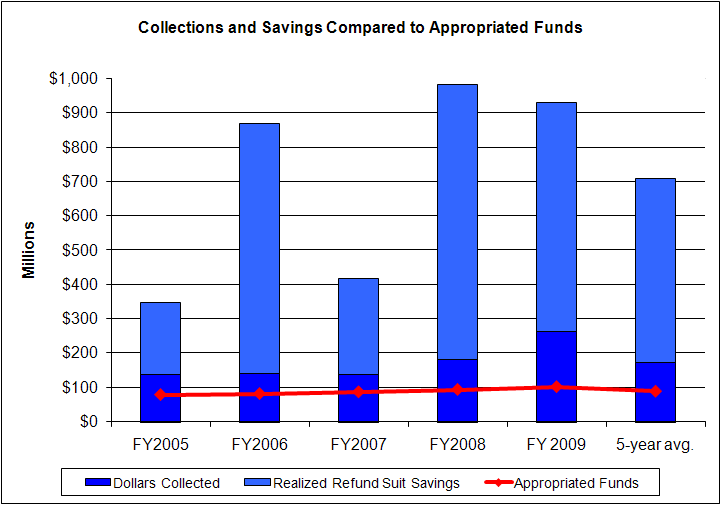 Collections and Savings Compared to Appropriated Funds
$1,000
$900
$800
$700
$600
$500
$400
$300
$200
$100
$0
Millions
FY2005 FY2006 FY2007 FY2008 FY 2009 5-year avg.
Dollars Collected Realized Refund Suit Savings Appropriated Funds